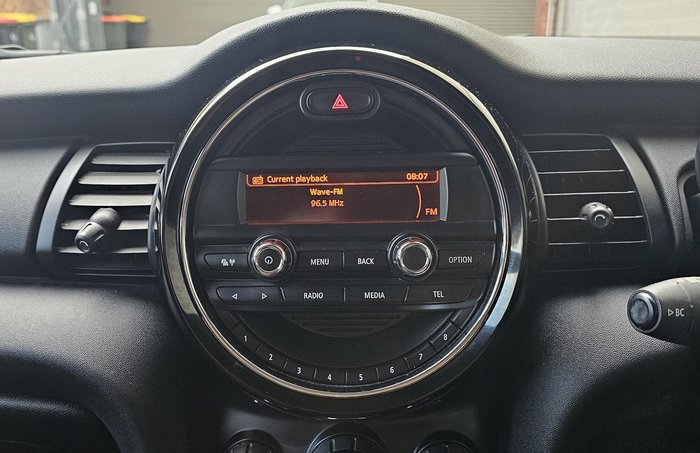 Current playback 08:07
Wave-FM
96.5 MHz
FM
MENU BACK OPTION
RADIO MEDIA TEL
1 2 3 4 5 6 7 8
BC